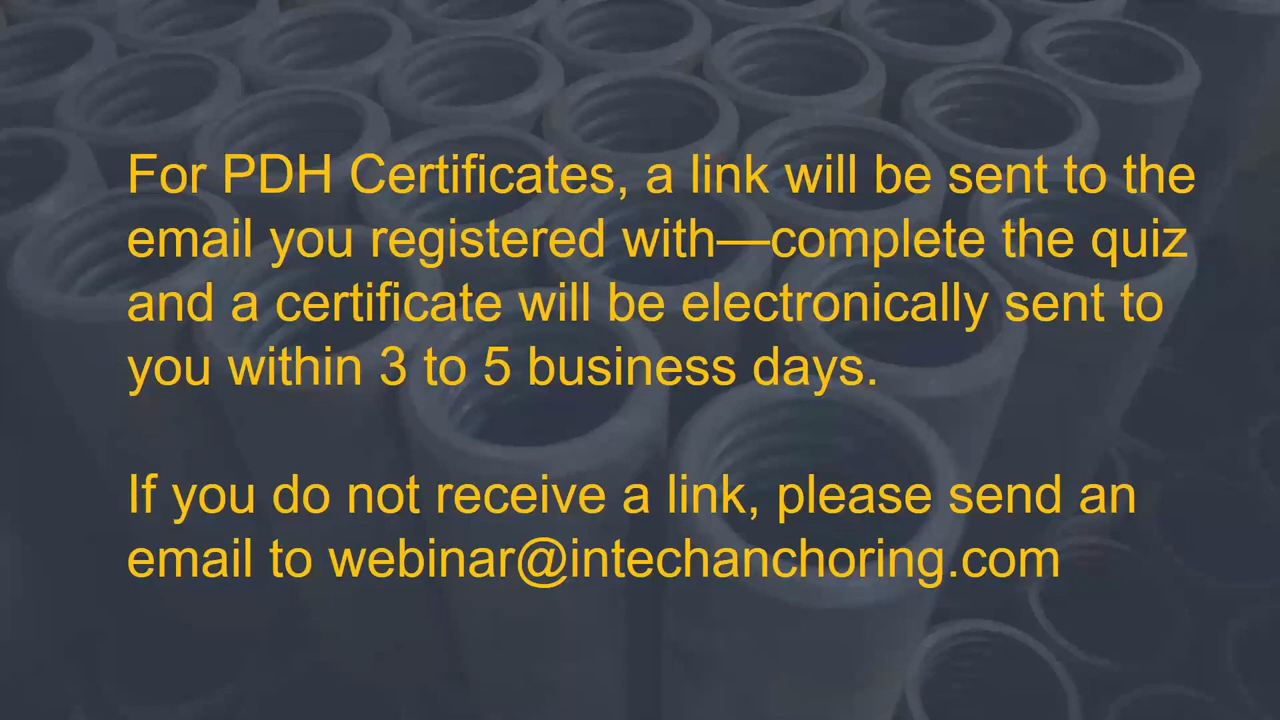 For PDH Certificates, a link will be sent to the
email you registered with—complete the quiz
and a certificate will be electronically sent to
you within 3 to 5 business days.
If you do not receive a link, please send an
email to webinar@intechanchoring.com